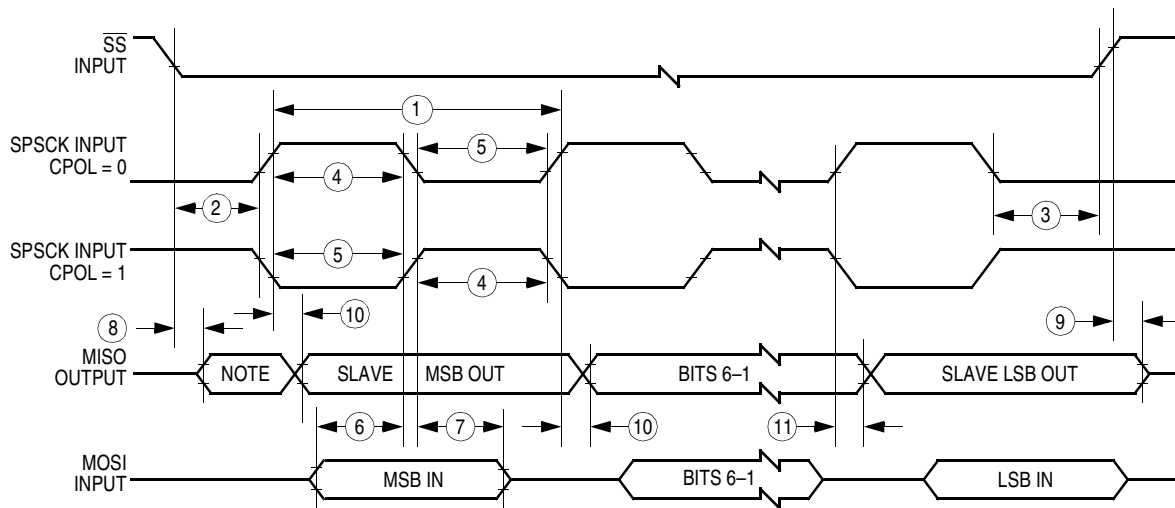 SS
INPUT
1
SPSCK INPUT
CPOL = 0
5
4
2
3
SPSCK INPUT
CPOL = 1
5
4
8
10
9
MISO
OUTPUT
NOTE
SLAVE
MSB OUT
BITS 6–1
SLAVE LSB OUT
6
7
10
11
MOSI
INPUT
MSB IN
BITS 6–1
LSB IN